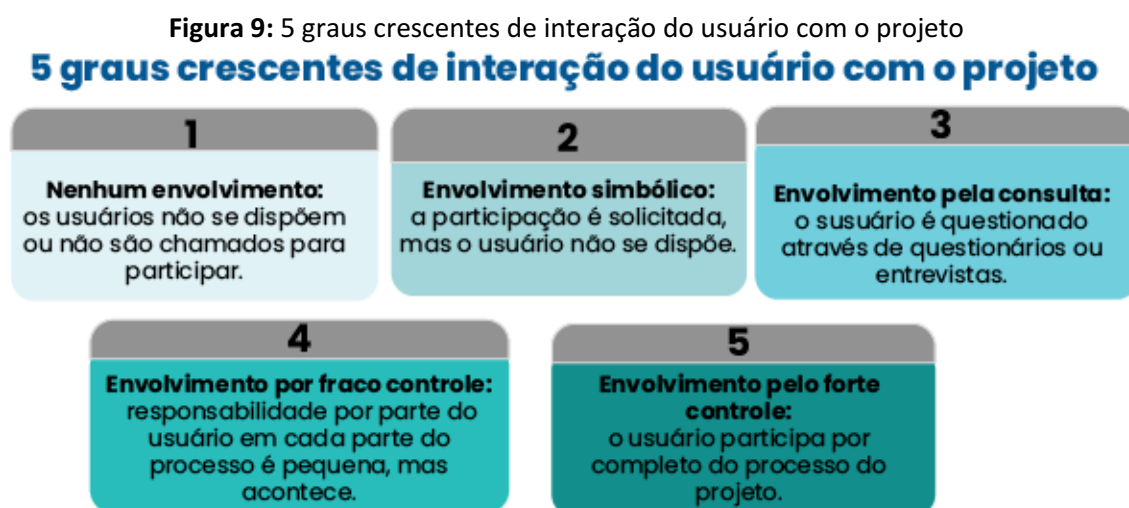 Figura 9: 5 graus crescentes de interação do usuário com o projeto
5 graus crescentes de interação do usuário com o projeto
1
Nenhum envolvimento:
os usuários não se dispõem
ou não são chamados para
participar.
2
Envolvimento simbólico:
a participação é solicitada,
mas o usuário não se dispõe.
3
Envolvimento pela consulta:
o susuário é questionado
através de questionários ou
entrevistas.
4
Envolvimento por fraco controle:
responsabilidade por parte do
usuário em cada parte do
processo é pequena, mas
acontece.
5
Envolvimento pelo forte
controle:
o usuário participa por
completo do processo do
projeto.